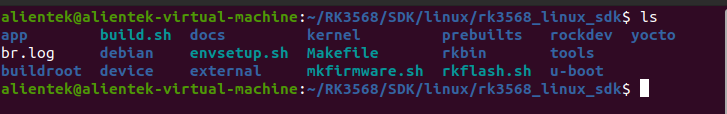 alientek@alientek-virtual-machine:~/RK3568/SDK/linux/rk3568_linux_sdk$ ls
app build.sh docs kernel prebuilts rockdev yocto
br.log debian envsetup.sh Makefile rkbin tools
buildroot device external mkfirmware.sh rkflash.sh u-boot
alientek@alientek-virtual-machine:~/RK3568/SDK/linux/rk3568_linux_sdk$